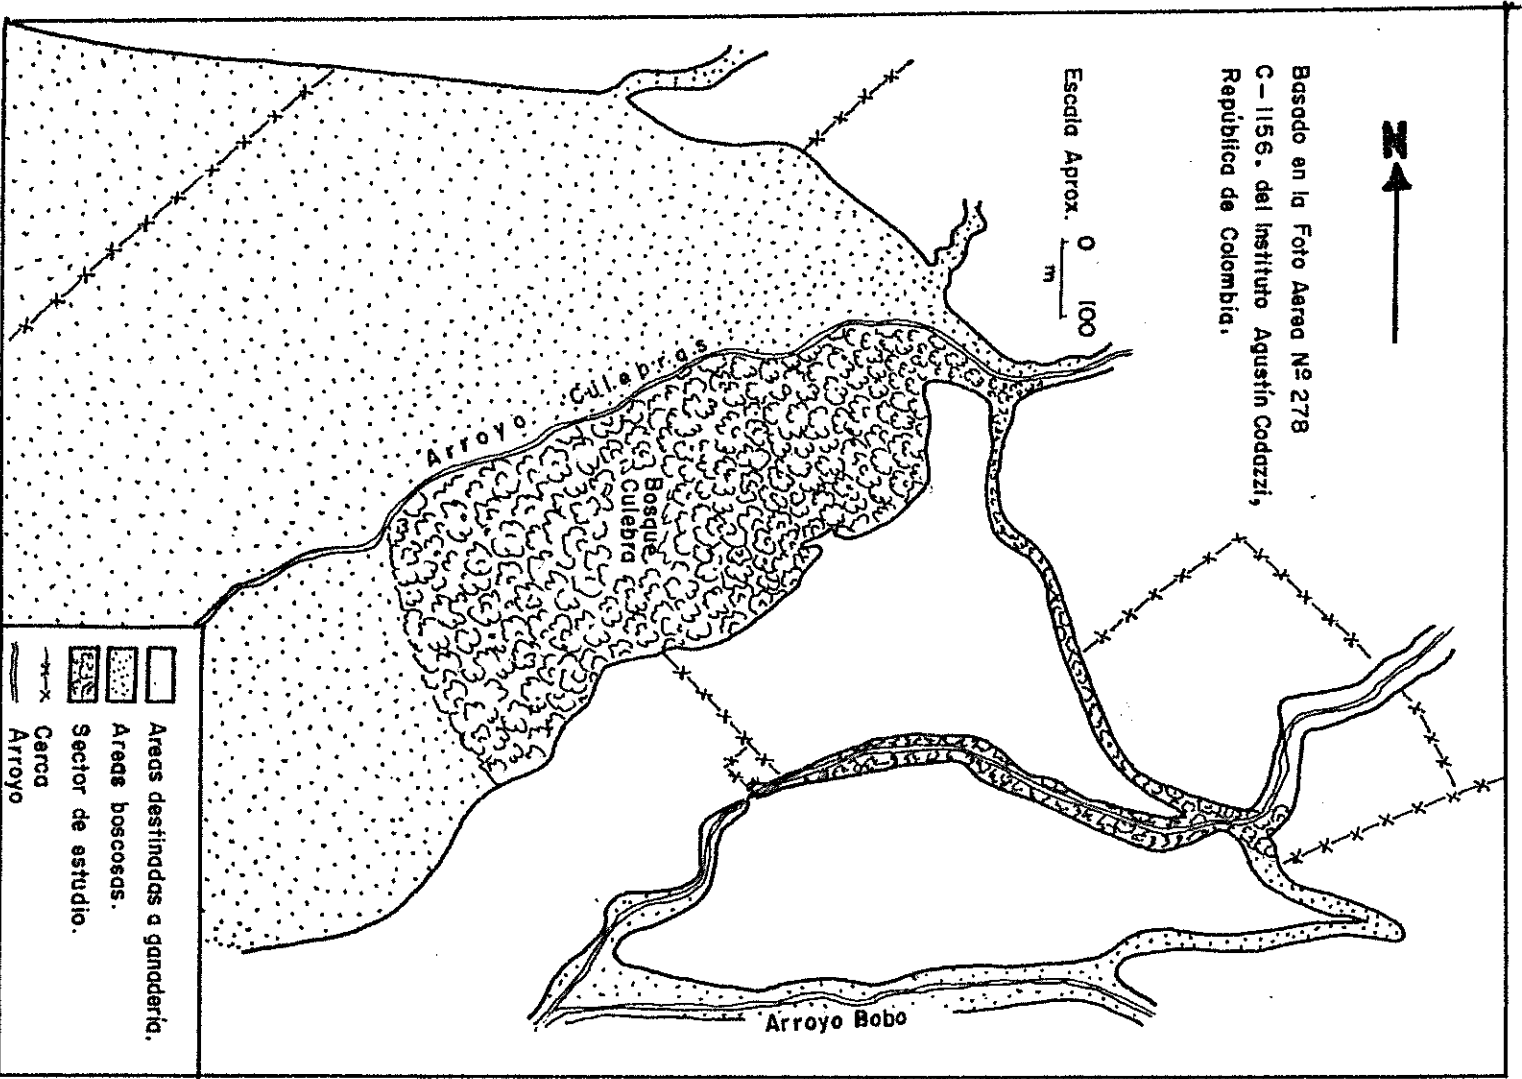 N
Basado en la Foto Aerea Nº 278
C-1156. del Instituto Agustín Codazzi,
República de Colombia.
Escala Aprox. 0 100
m
Arroyo Culebras
Bosque
Culebra
Arroyo Bobo
Areas destinadas a ganadería.
Areas boscosas.
Sector de estudio.
Cerca
Arroyo